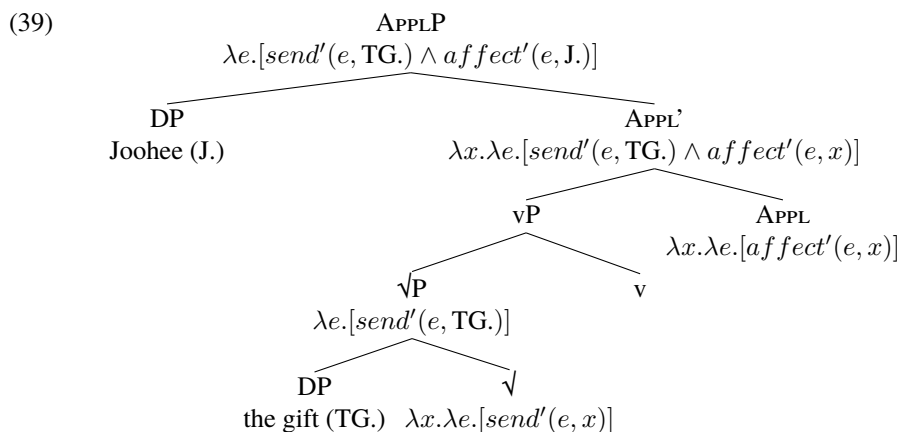 (39)
APPLP
λe.[send′(e, TG.) ∧ affect′(e, J.)]
DP APPL'
Joohee (J.) λx.λe.[send′(e, TG.) ∧ affect′(e, x)]
vP APPL
λx.λe.[affect′(e, x)]
√P v
λe.[send′(e, TG.)]
DP √
the gift (TG.) λx.λe.[send′(e, x)]